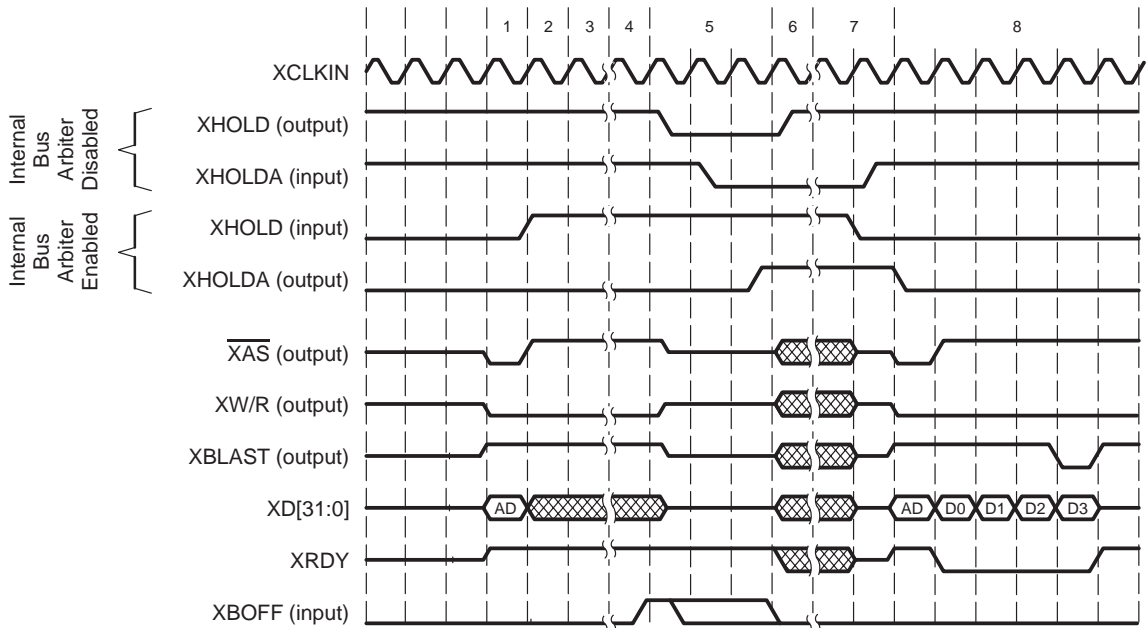 1 2 3 4 5 6 7 8
XCLKIN
Internal
Bus
Arbiter
Disabled
XHOLD (output)
XHOLDA (input)
Internal
Bus
Arbiter
Enabled
XHOLD (input)
XHOLDA (output)
XAS (output)
XW/R (output)
XBLAST (output)
XD[31:0] AD AD D0 D1 D2 D3
XRDY
XBOFF (input)